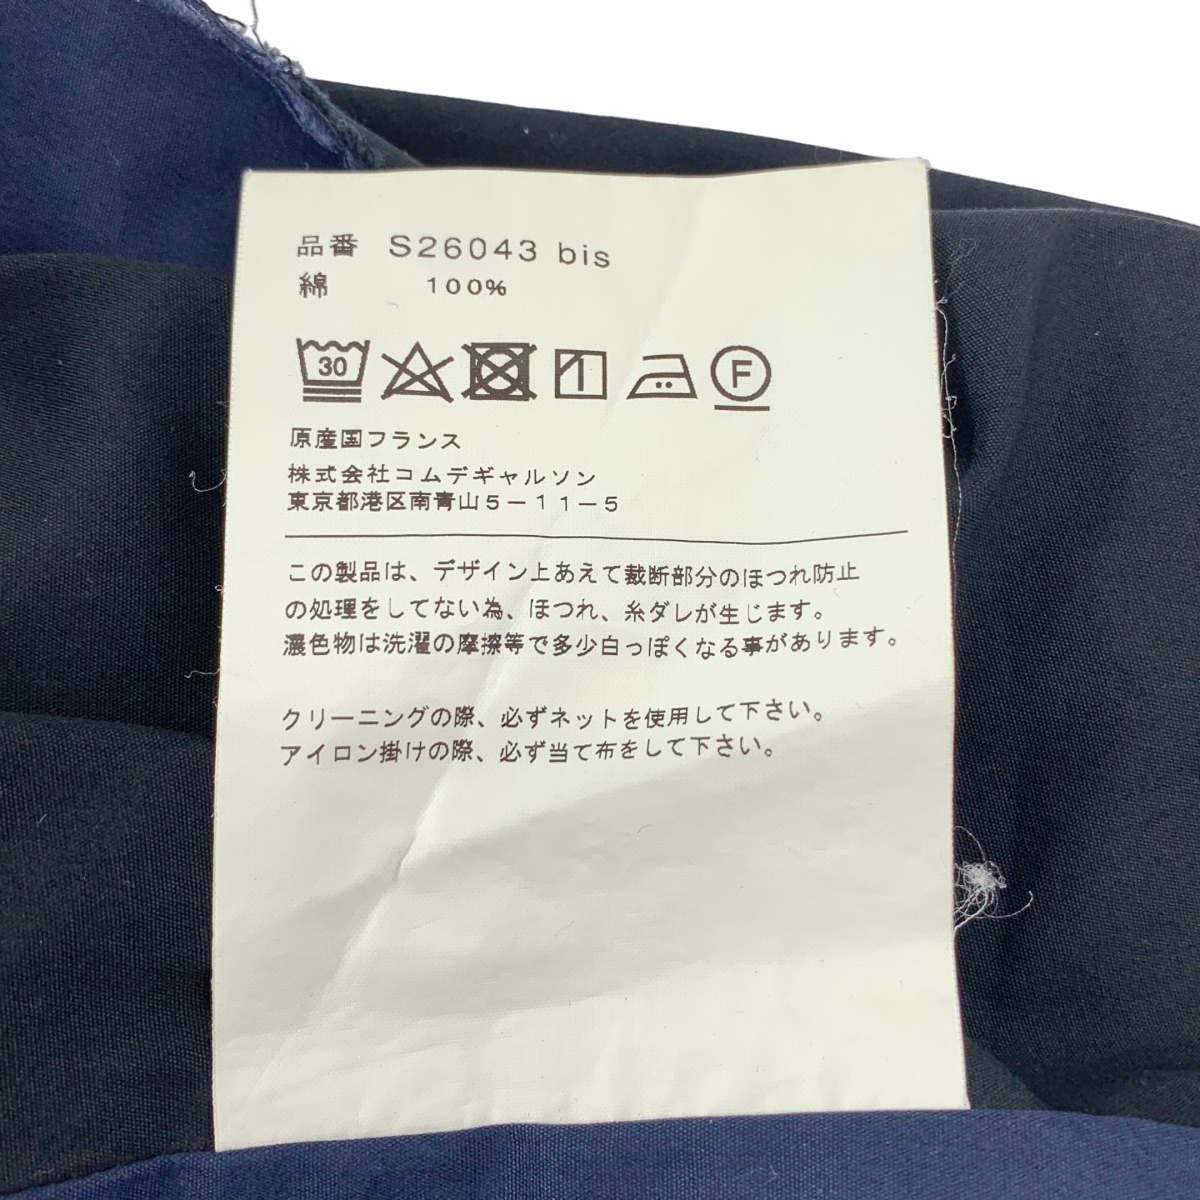 品番 S26043 bis
綿 100%
30 F
原産国フランス
株式会社コムデギャルソン
東京都港区南青山5-11-5
この製品は、デザイン上あえて裁断部分のほつれ防止
の処理をしてない為、ほつれ、糸ダレが生じます。
濃色物は洗濯の摩擦等で多少白っぽくなる事があります。
クリーニングの際、必ずネットを使用して下さい。
アイロン掛けの際、必ず当て布をして下さい。